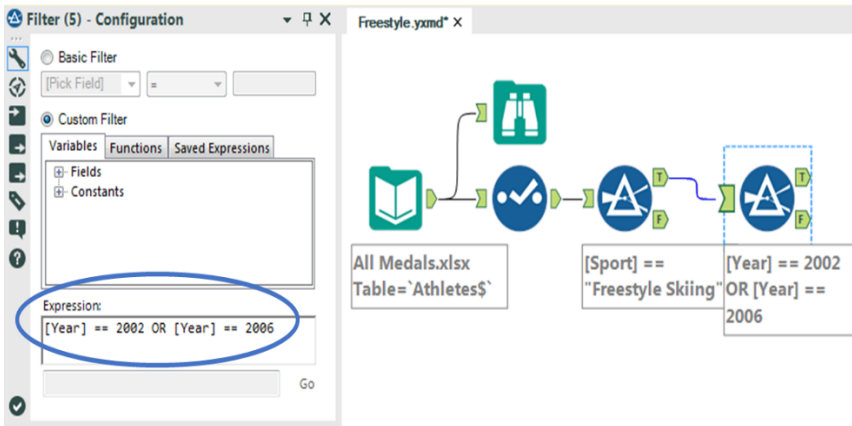 Filter (5) - Configuration
Basic Filter
[Pick Field] =
Custom Filter
Variables Functions Saved Expressions
Fields
Constants
Expression:
[Year] == 2002 OR [Year] == 2006
Go
Freestyle.yxmd*
T
F
T
F
All Medals.xlsx
Table=`Athletes$`
[Sport] ==
"Freestyle Skiing"
[Year] == 2002
OR [Year] ==
2006